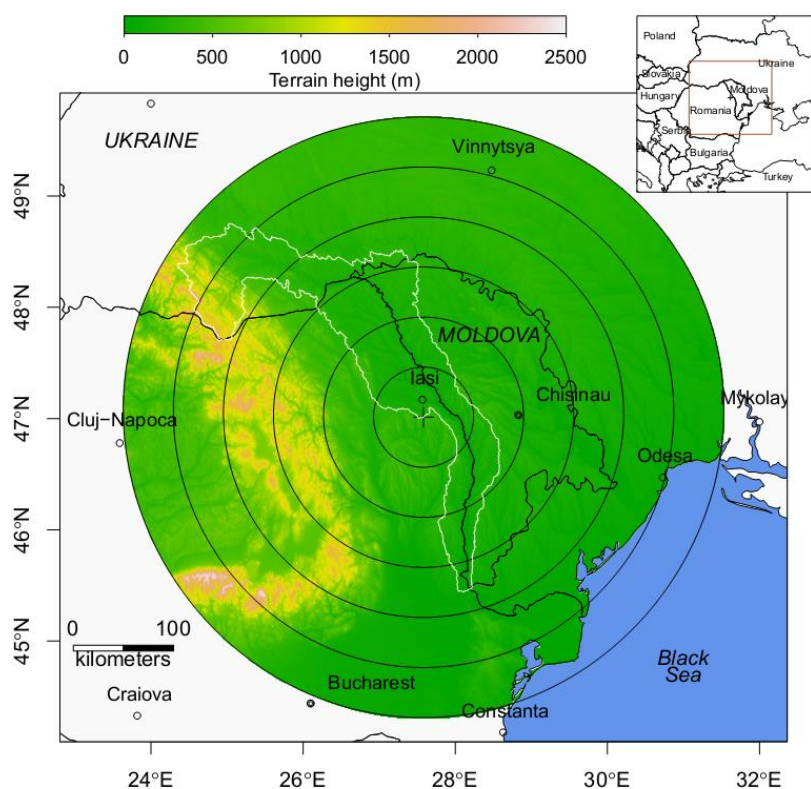 0 500 1000 1500 2000 2500
Terrain height (m)
Poland
Ukraine
Slovakia
Hungary
Moldova
Romania
Serbia
Bulgaria
Turkey
UKRAINE
Vinnytsya
49°N
48°N
MOLDOVA
Iasi
Chisinau
47°N
Cluj−Napoca
Mykolay
Odesa
46°N
45°N
0 100
kilometers
Black
Sea
Bucharest
Craiova
Constanta
24°E 26°E 28°E 30°E 32°E